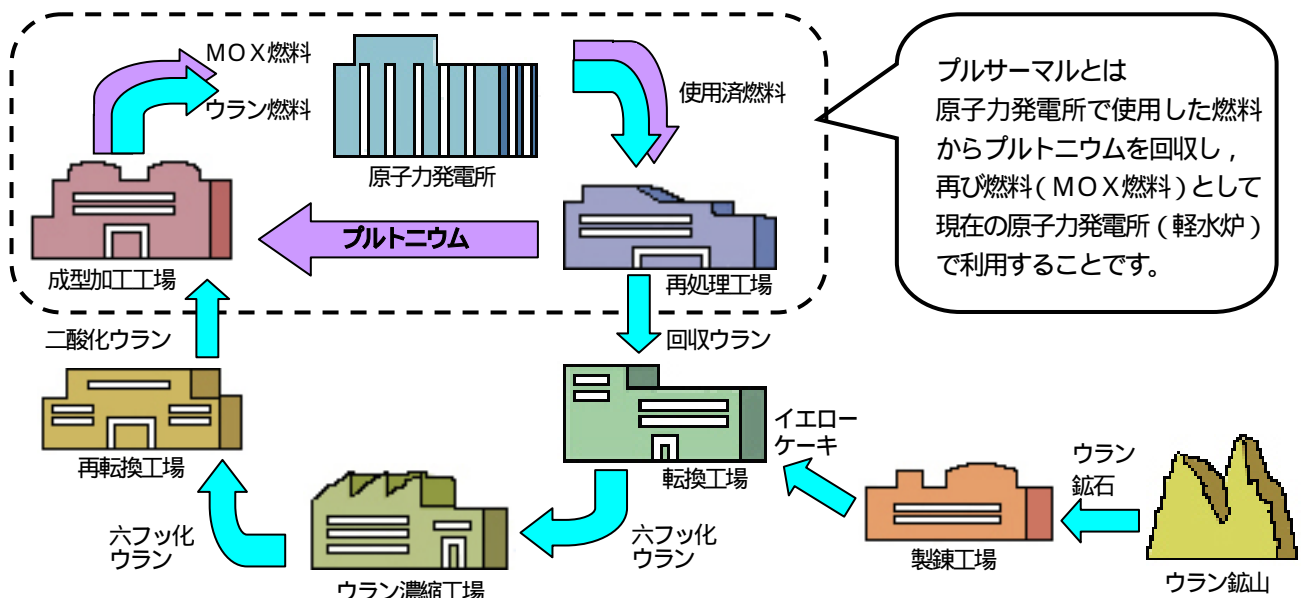 MOX燃料
ウラン燃料
原子力発電所
使用済燃料
プルサーマルとは
原子力発電所で使用した燃料
からプルトニウムを回収し，
再び燃料（MOX燃料）として
現在の原子力発電所（軽水炉）
で利用することです。
プルトニウム
成型加工工場
再処理工場
二酸化ウラン
回収ウラン
再転換工場
転換工場
イエロー
ケーキ
ウラン
鉱石
六フッ化
ウラン
ウラン濃縮工場
六フッ化
ウラン
製錬工場
ウラン鉱山